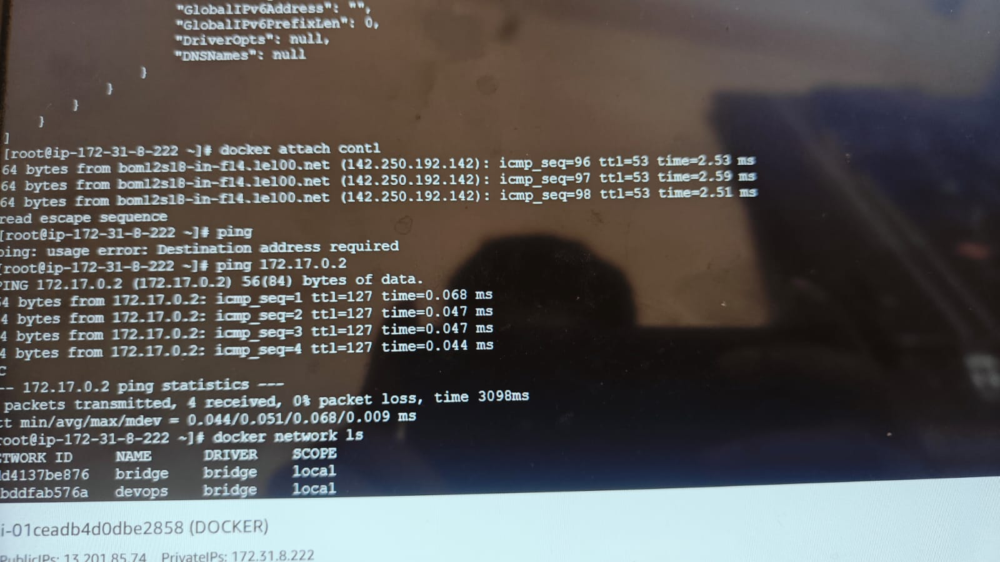 "GlobalIPv6Address": "",
"GlobalIPv6PrefixLen": 0,
"DriverOpts": null,
"DNSNames": null
}
}
}
}
]
[root@ip-172-31-8-222 ~]# docker attach cont1
64 bytes from bom12s18-in-f14.1e100.net (142.250.192.142): icmp_seq=96 ttl=53 time=2.53 ms
64 bytes from bom12s18-in-f14.1e100.net (142.250.192.142): icmp_seq=97 ttl=53 time=2.59 ms
64 bytes from bom12s18-in-f14.1e100.net (142.250.192.142): icmp_seq=98 ttl=53 time=2.51 ms
read escape sequence
[root@ip-172-31-8-222 ~]# ping
ping: usage error: Destination address required
[root@ip-172-31-8-222 ~]# ping 172.17.0.2
PING 172.17.0.2 (172.17.0.2) 56(84) bytes of data.
64 bytes from 172.17.0.2: icmp_seq=1 ttl=127 time=0.068 ms
4 bytes from 172.17.0.2: icmp_seq=2 ttl=127 time=0.047 ms
4 bytes from 172.17.0.2: icmp_seq=3 ttl=127 time=0.047 ms
4 bytes from 172.17.0.2: icmp_seq=4 ttl=127 time=0.044 ms
C
-- 172.17.0.2 ping statistics ---
packets transmitted, 4 received, 0% packet loss, time 3098ms
tt min/avg/max/mdev = 0.044/0.051/0.068/0.009 ms
root@ip-172-31-8-222 ~]# docker network ls
ETWORK ID NAME DRIVER SCOPE
d4137be876 bridge bridge local
bddfab576a devops bridge local
i-01ceadb4d0dbe2858 (DOCKER)
PublicIPs: 13.201.85.74 PrivateIPs: 172.31.8.222